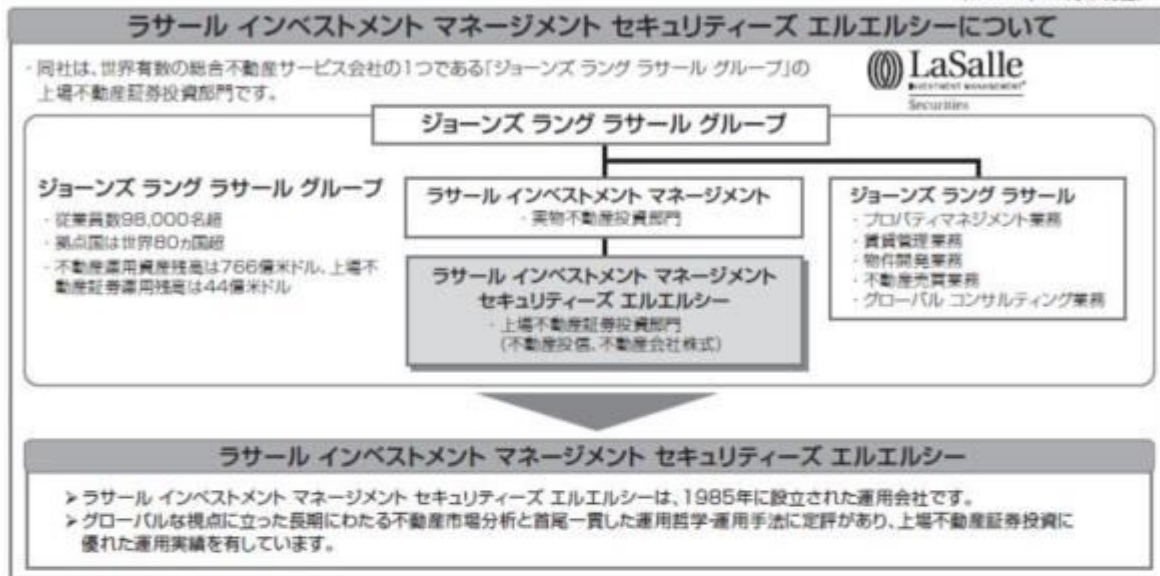 ラサール インベストメント マネージメント セキュリティーズ エルエルシーについて
・同社は、世界有数の総合不動産サービス会社の1つである「ジョーンズ ラング ラサール グループ」の
上場不動産証券投資部門です。
LaSalle
INVESTMENT MANAGEMENT®
Securities
ジョーンズ ラング ラサール グループ
ジョーンズ ラング ラサール グループ
・従業員数98,000名超
・拠点国は世界80ヵ国超
・不動産運用資産残高は766億米ドル、上場不
動産証券運用残高は44億米ドル
ラサール インベストメント マネージメント
・実物不動産投資部門
ラサール インベストメント マネージメント
セキュリティーズ エルエルシー
・上場不動産証券投資部門
(不動産投信、不動産会社株式)
ジョーンズ ラング ラサール
・プロパティマネジメント業務
・賃貸管理業務
・物件開発業務
・不動産売買業務
・グローバル コンサルティング業務
ラサール インベストメント マネージメント セキュリティーズ エルエルシー
➢ラサール インベストメント マネージメント セキュリティーズ エルエルシーは、1985年に設立された運用会社です。
➢グローバルな視点に立った長期にわたる不動産市場分析と首尾一貫した運用哲学・運用手法に定評があり、上場不動産証券投資に
優れた運用実績を有しています。